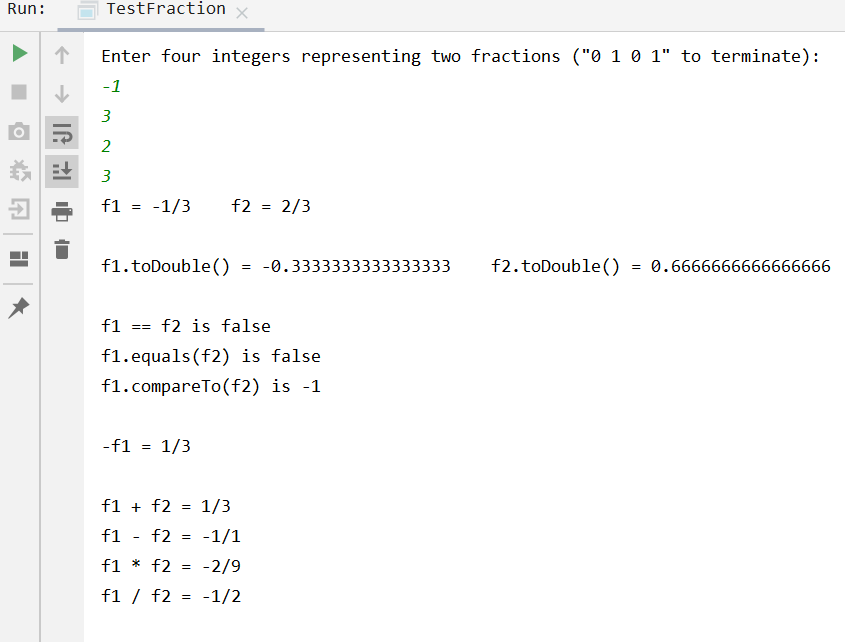 Run: TestFraction
Enter four integers representing two fractions ("0 1 0 1" to terminate):
-1
3
2
3
f1 = -1/3    f2 = 2/3
f1.toDouble() = -0.3333333333333333    f2.toDouble() = 0.6666666666666666
f1 == f2 is false
f1.equals(f2) is false
f1.compareTo(f2) is -1
-f1 = 1/3
f1 + f2 = 1/3
f1 - f2 = -1/1
f1 * f2 = -2/9
f1 / f2 = -1/2